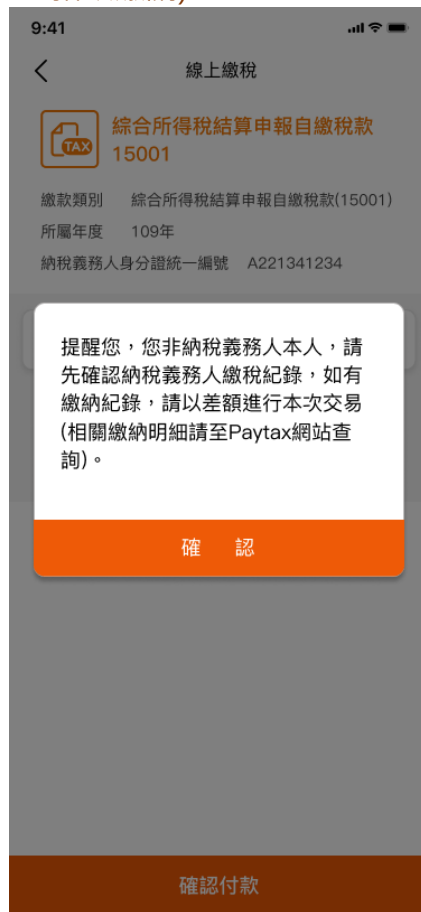 9:41
線上繳稅
TAX
綜合所得稅結算申報自繳稅款
15001
繳款類別 綜合所得稅結算申報自繳稅款(15001)
所屬年度 109年
納稅義務人身分證統一編號 A221341234
提醒您，您非納稅義務人本人，請
先確認納稅義務人繳稅紀錄，如有
繳納紀錄，請以差額進行本次交易
(相關繳納明細請至Paytax網站查
詢)。
確 認
確認付款